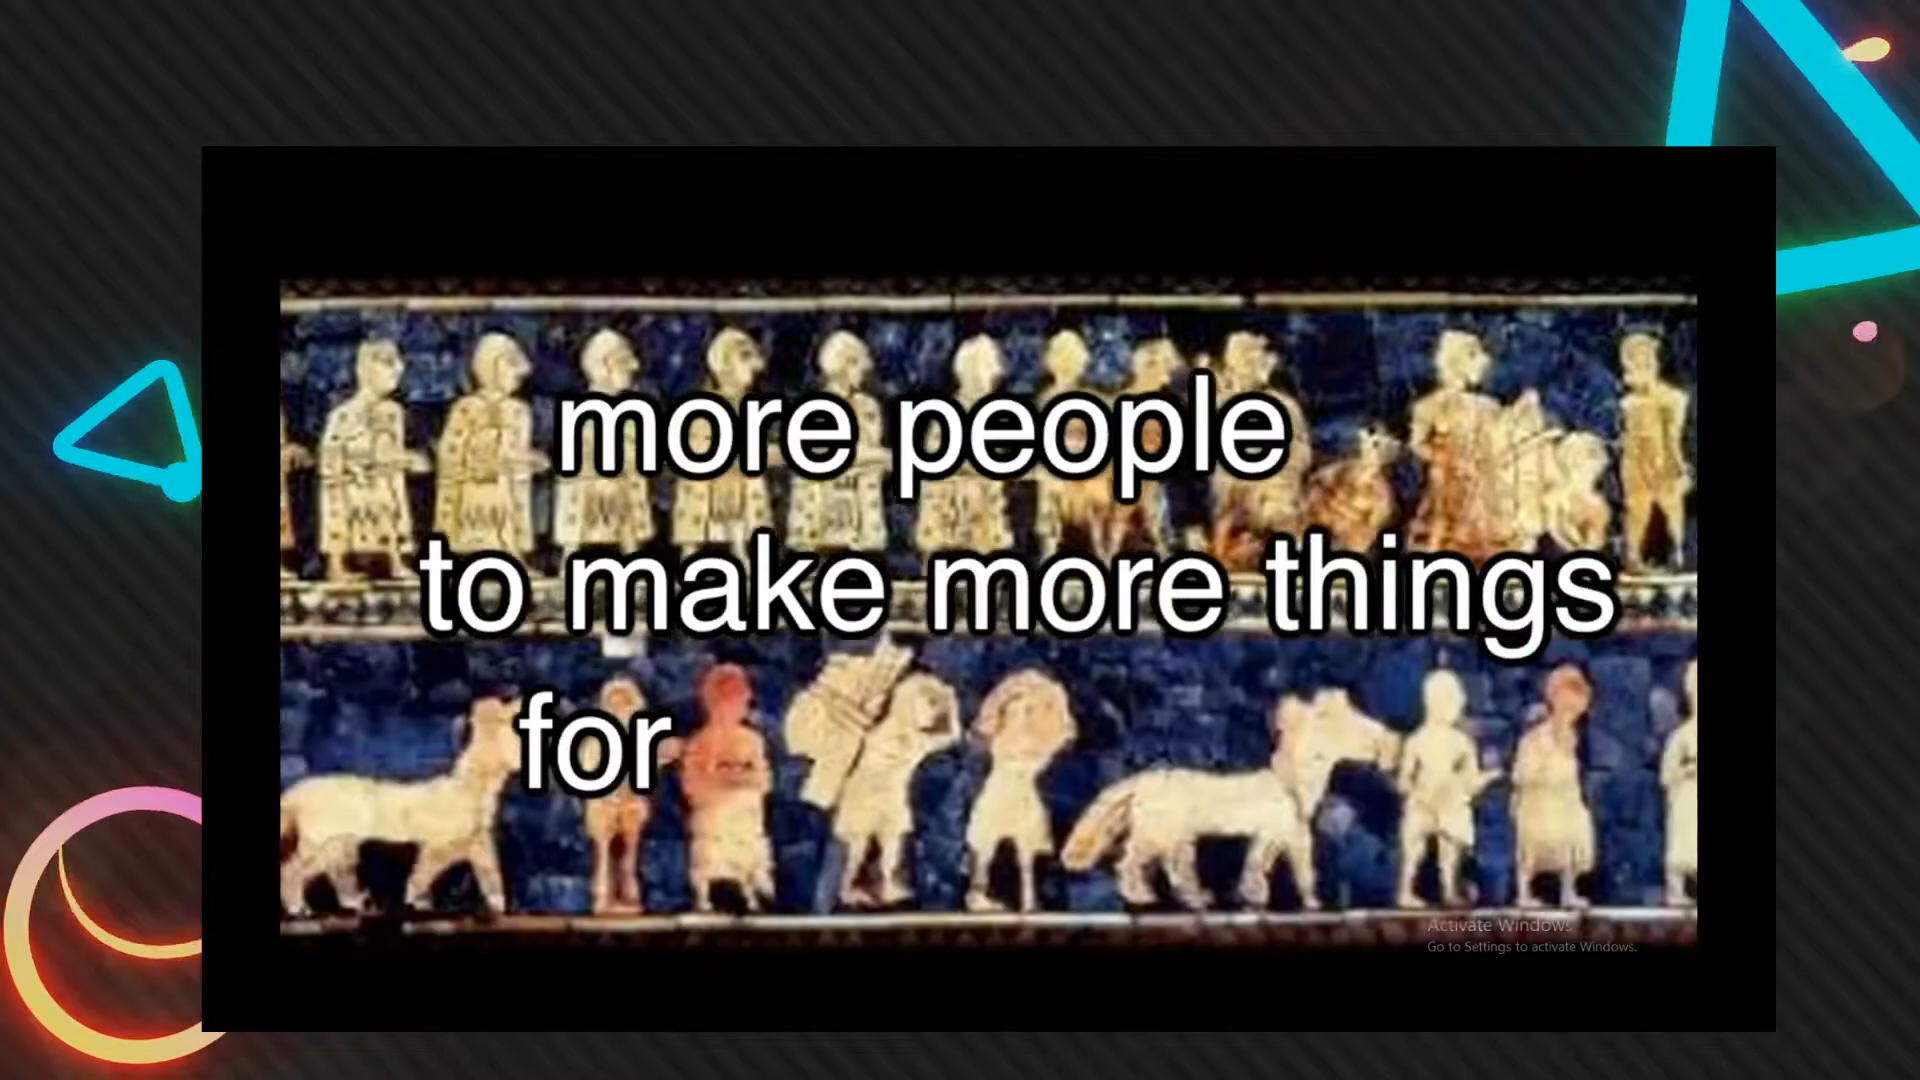 more people
to make more things
for
Activate Windows
Go to Settings to activate Windows.